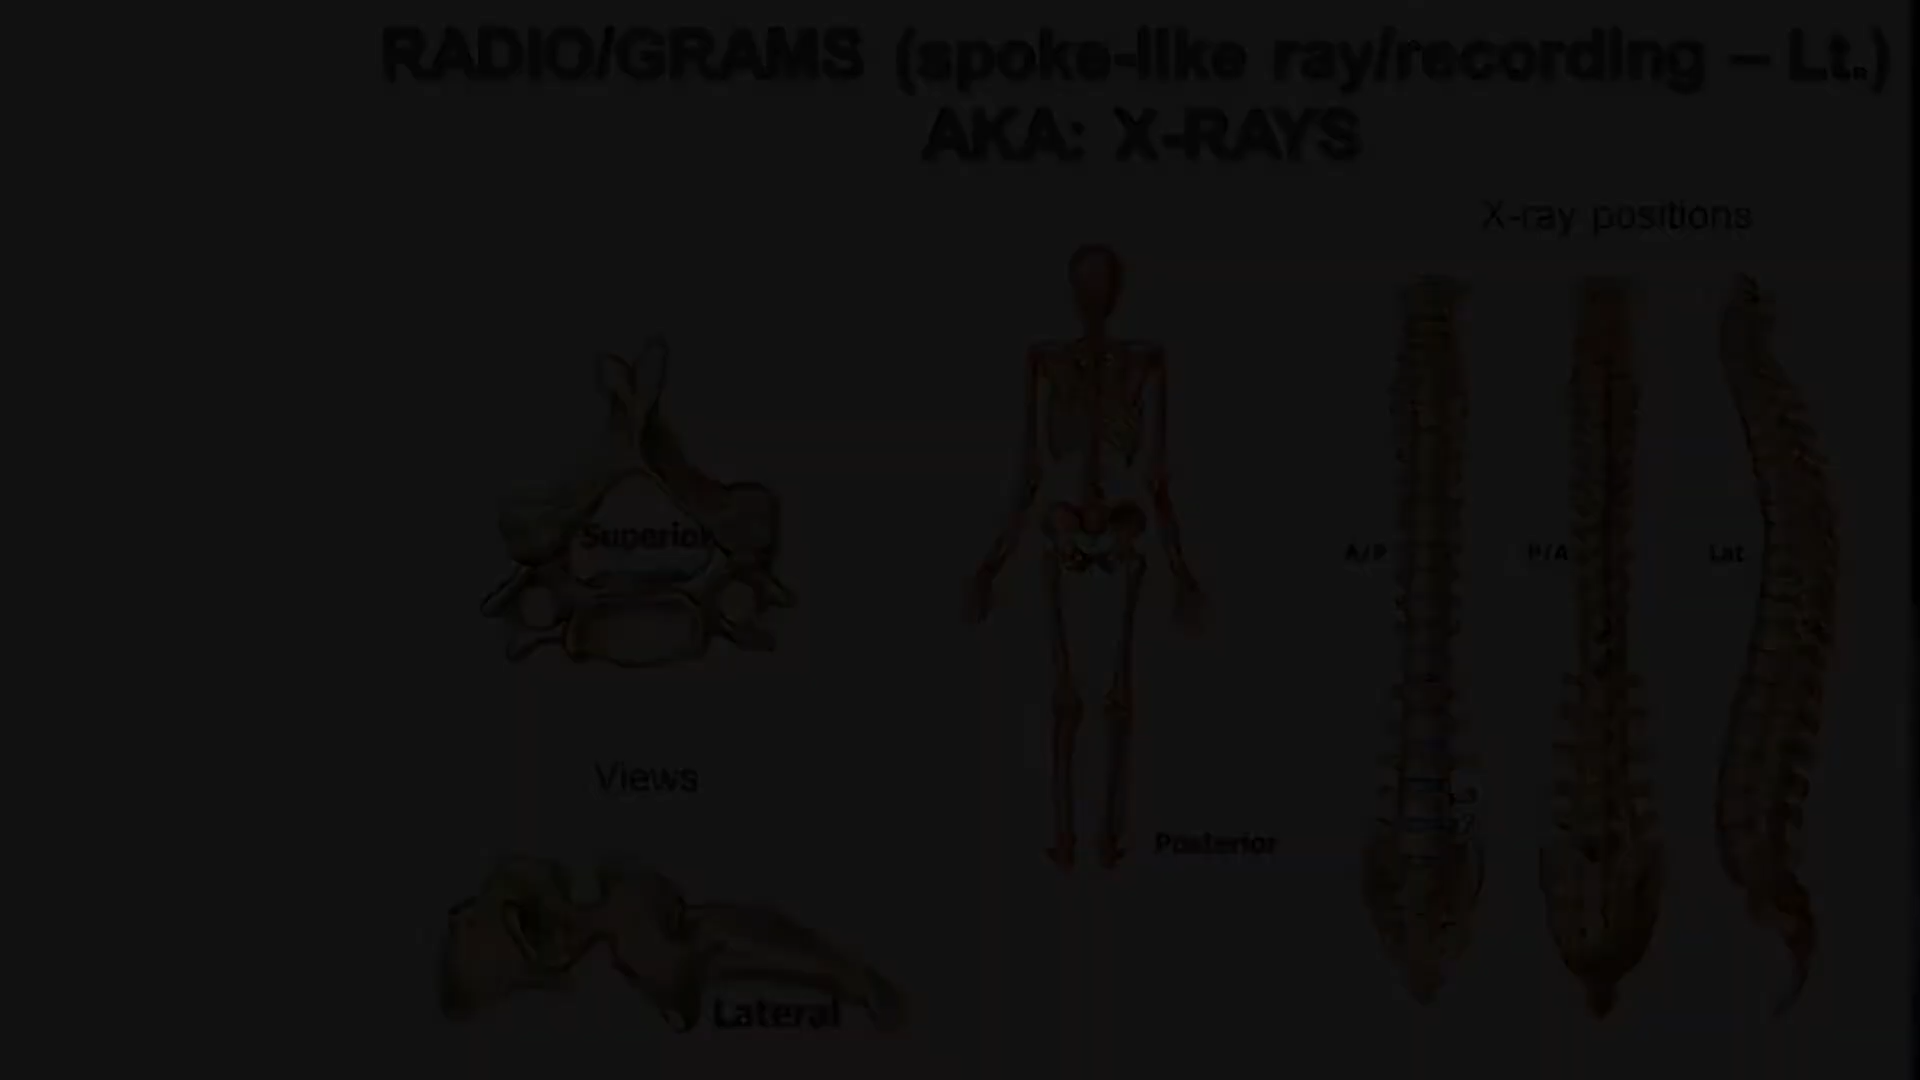 RADIO/GRAMS (spoke-like ray/recording – Lt.)
AKA: X-RAYS
X-ray positions
Superior
A/P
P/A
Lat
Views
Posterior
Lateral